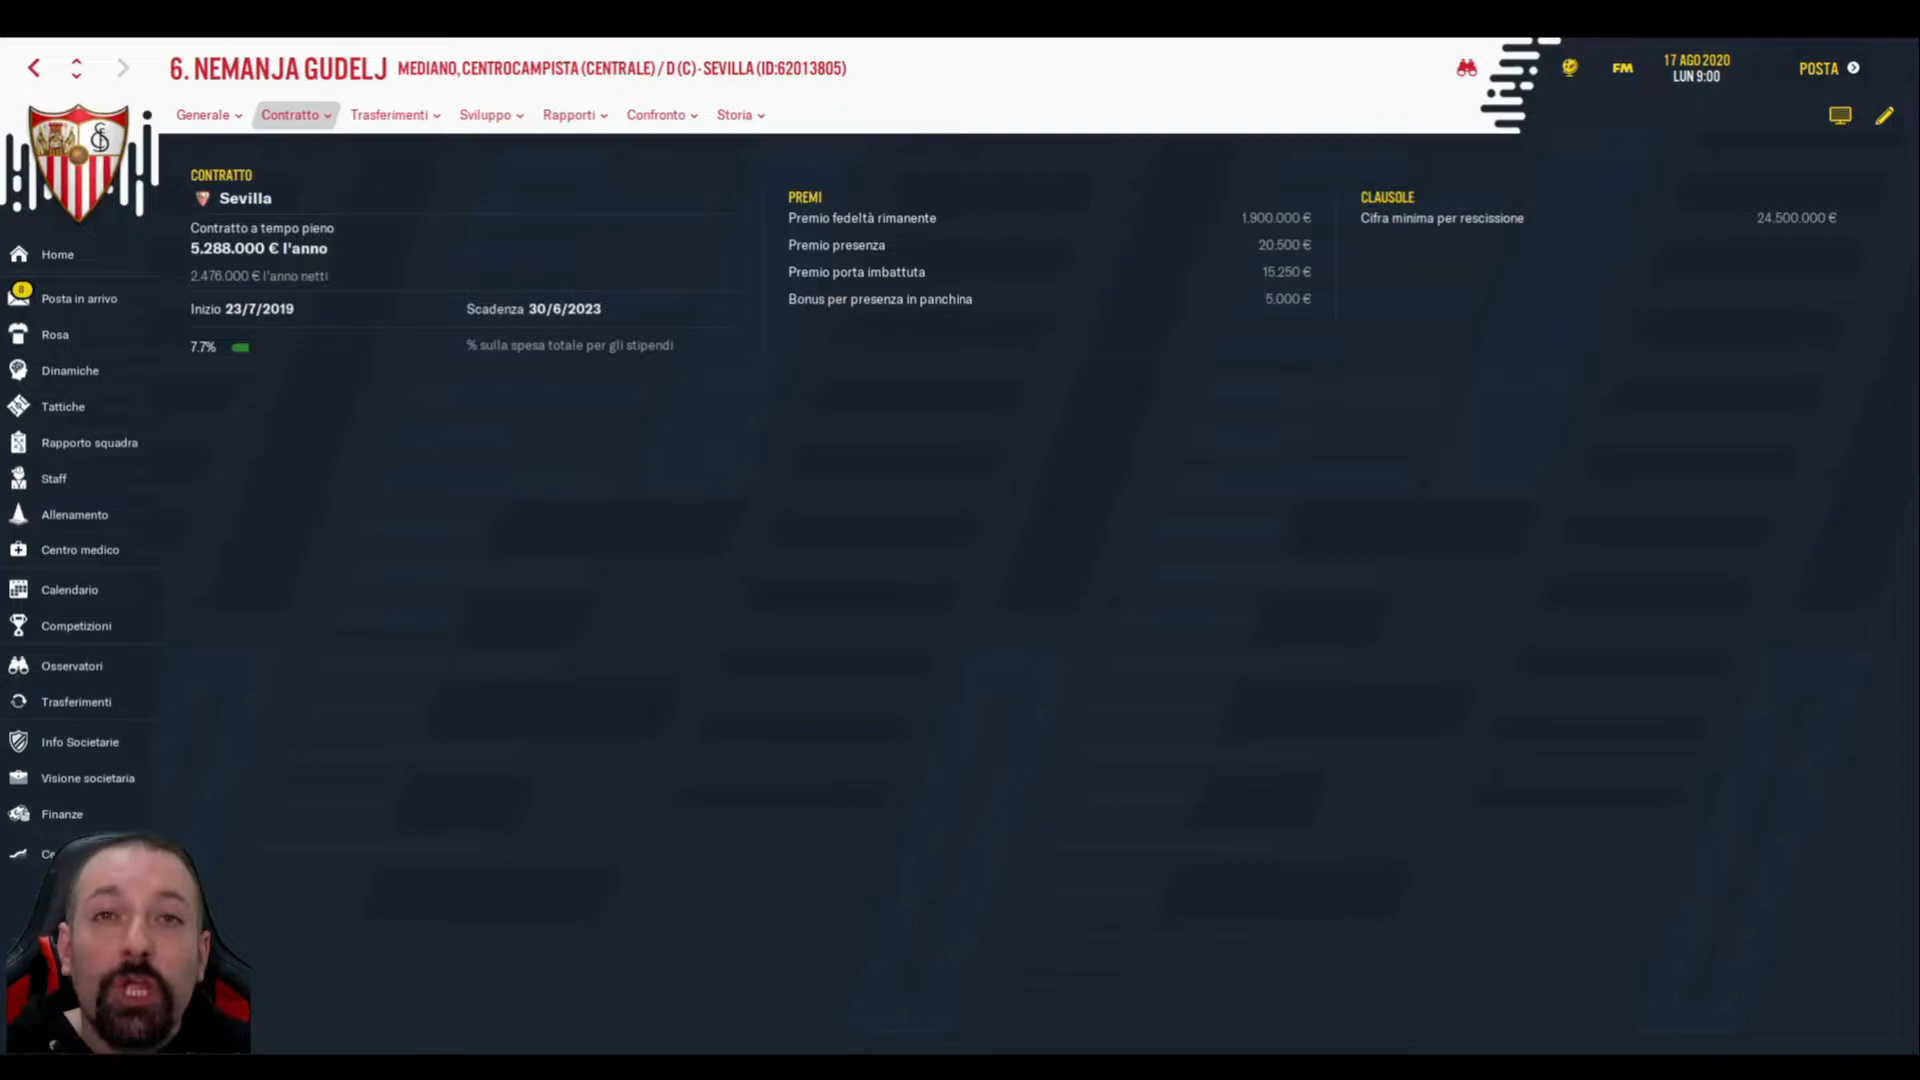 6. NEMANJA GUDELJ MEDIANO, CENTROCAMPISTA (CENTRALE) / D (C) - SEVILLA (ID:62013805)
FM
17 AGO 2020
LUN 9:00
POSTA
Generale
Contratto
Trasferimenti
Sviluppo
Rapporti
Confronto
Storia
CONTRATTO
Sevilla
Contratto a tempo pieno
5.288.000 € l'anno
2.476.000 € l'anno netti
Inizio 23/7/2019
Scadenza 30/6/2023
7.7%
% sulla spesa totale per gli stipendi
PREMI
Premio fedeltà rimanente 1.900.000 €
Premio presenza 20.500 €
Premio porta imbattuta 15.250 €
Bonus per presenza in panchina 5.000 €
CLAUSOLE
Cifra minima per rescissione 24.500.000 €
Home
8
Posta in arrivo
Rosa
Dinamiche
Tattiche
Rapporto squadra
Staff
Allenamento
Centro medico
Calendario
Competizioni
Osservatori
Trasferimenti
Info Societarie
Visione societaria
Finanze